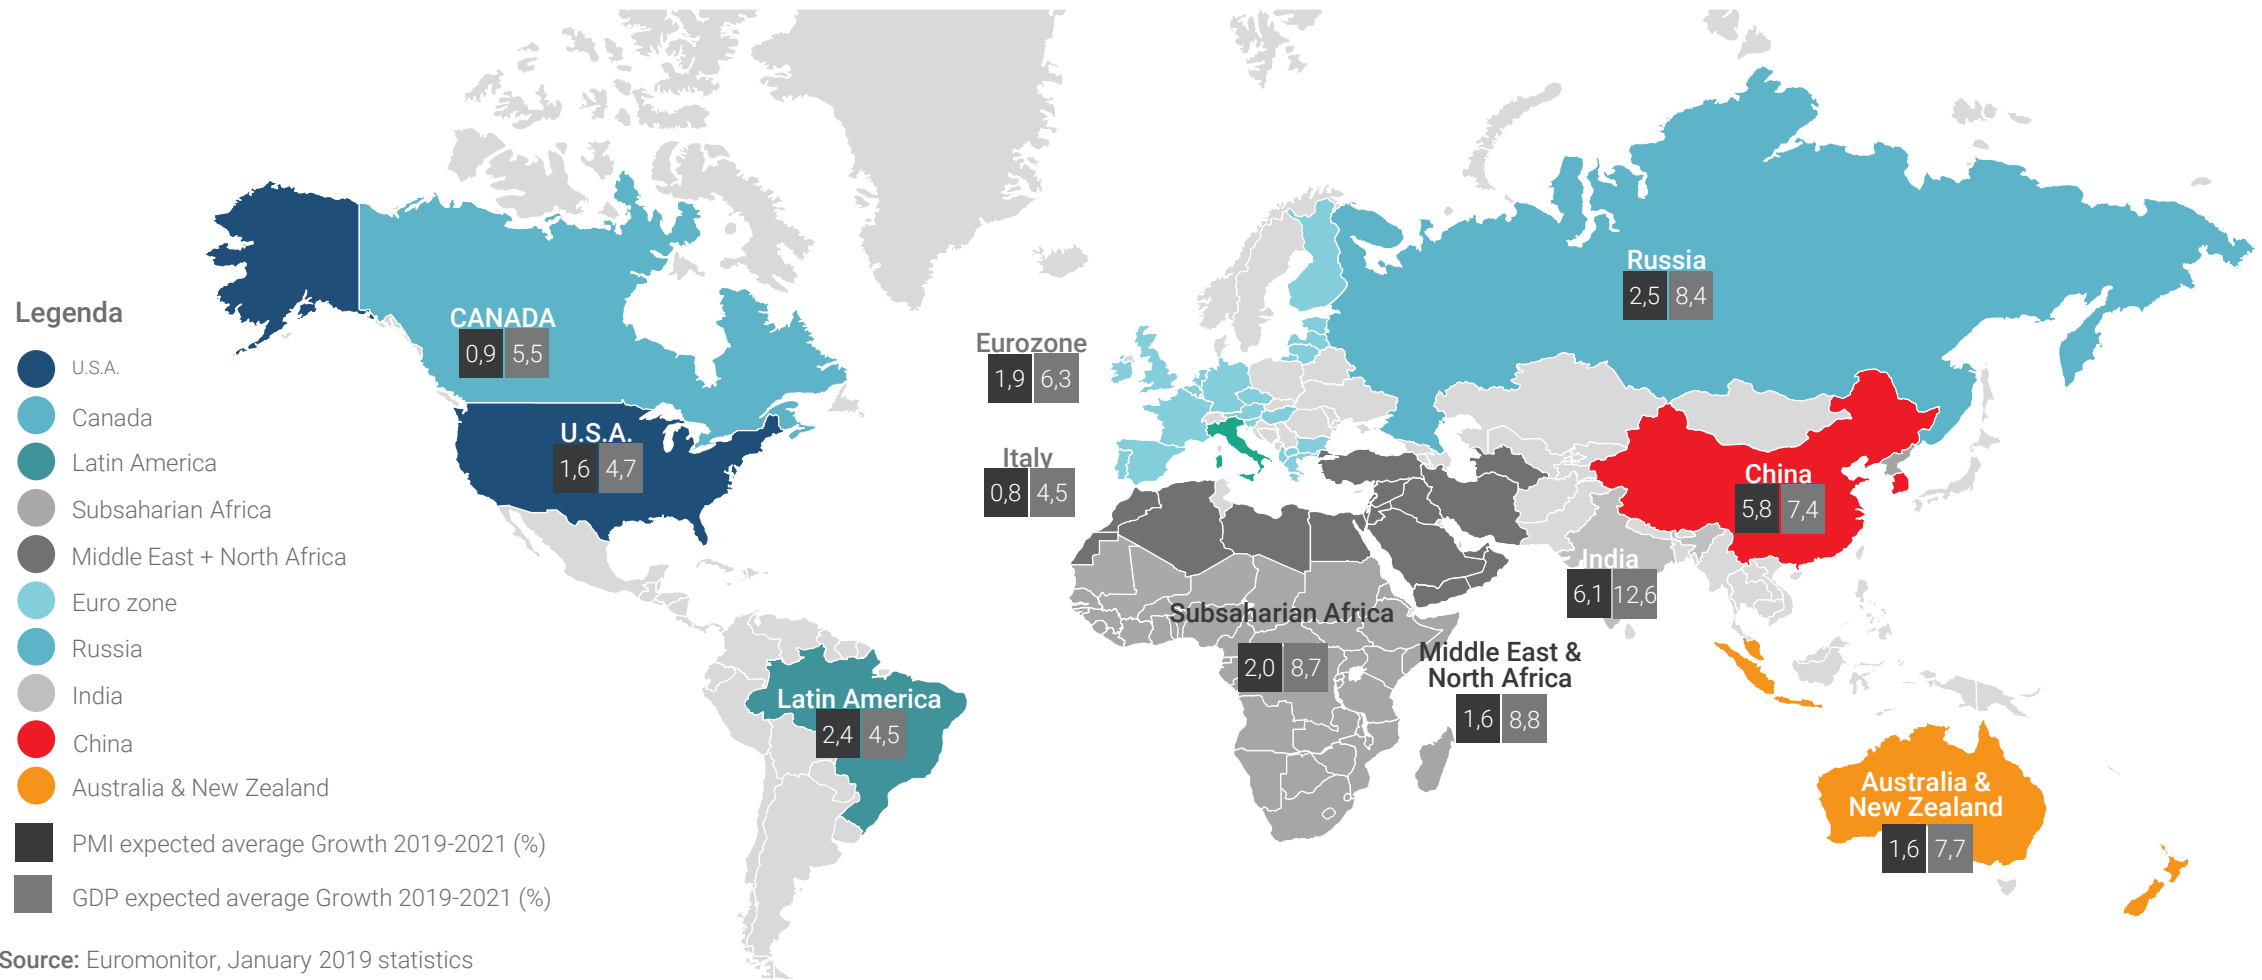 Legenda
U.S.A.
Canada
Latin America
Subsaharian Africa
Middle East + North Africa
Euro zone
Russia
India
China
Australia & New Zealand
PMI expected average Growth 2019-2021 (%)
GDP expected average Growth 2019-2021 (%)
Source: Euromonitor, January 2019 statistics
CANADA
0,9 5,5
U.S.A.
1,6 4,7
Latin America
2,4 4,5
Eurozone
1,9 6,3
Italy
0,8 4,5
Subsaharian Africa
2,0 8,7
Middle East &
North Africa
1,6 8,8
Russia
2,5 8,4
China
5,8 7,4
India
6,1 12,6
Australia &
New Zealand
1,6 7,7